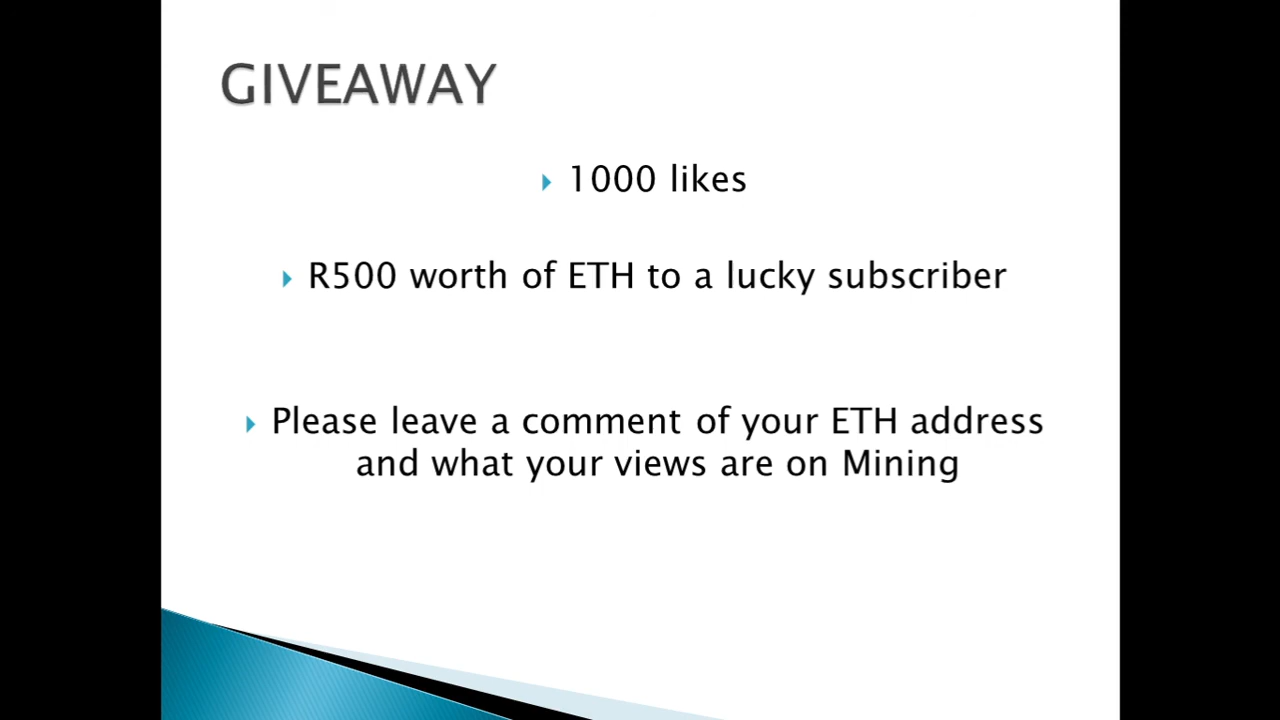 GIVEAWAY
1000 likes
R500 worth of ETH to a lucky subscriber
Please leave a comment of your ETH address
and what your views are on Mining